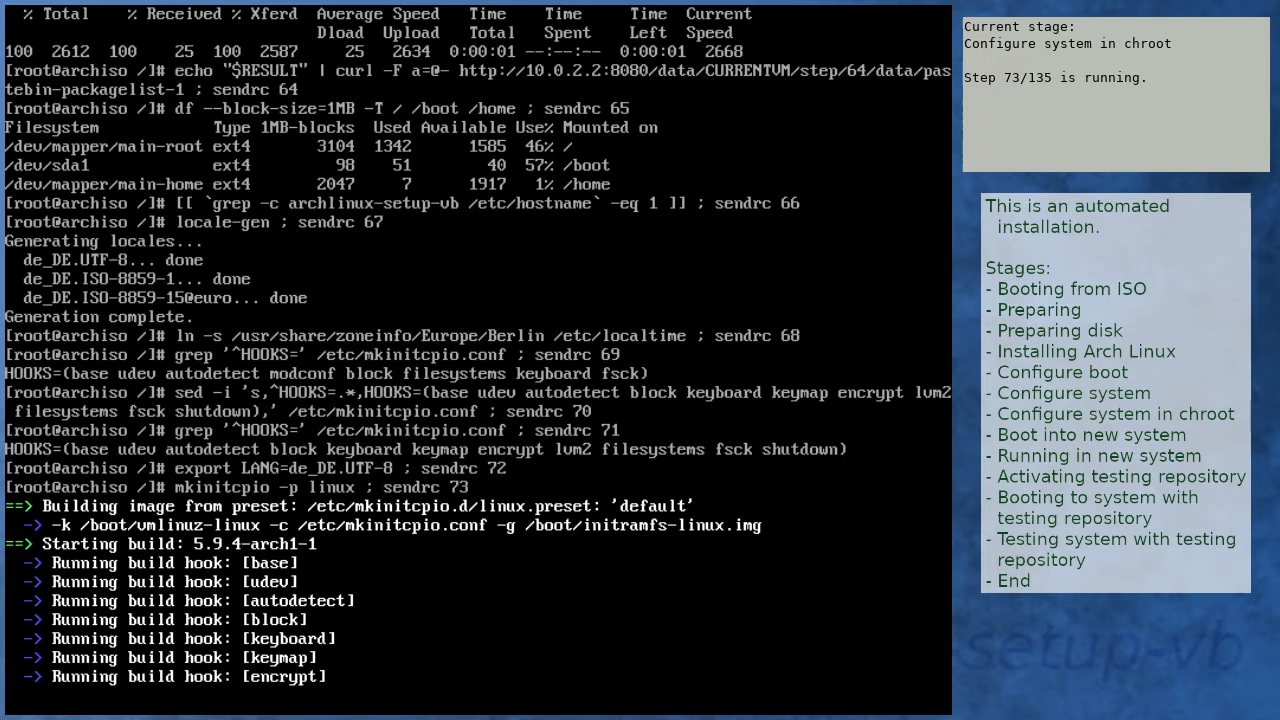 % Total    % Received % Xferd  Average Speed   Time    Time     Time  Current
                                 Dload  Upload   Total   Spent    Left  Speed
100  2612  100    25  100  2587     25   2634  0:00:01 --:--:--  0:00:01  2668
[root@archiso /]# echo "$RESULT" | curl -F a=@- http://10.0.2.2:8080/data/CURRENTVM/step/64/data/pas
tebin-packagelist-1 ; sendrc 64
[root@archiso /]# df --block-size=1MB -T / /boot /home ; sendrc 65
Filesystem            Type 1MB-blocks  Used Available Use% Mounted on
/dev/mapper/main-root ext4       3104  1342      1585  46% /
/dev/sda1             ext4         98    51        40  57% /boot
/dev/mapper/main-home ext4       2047     7      1917   1% /home
[root@archiso /]# [[ `grep -c archlinux-setup-vb /etc/hostname` -eq 1 ]] ; sendrc 66
[root@archiso /]# locale-gen ; sendrc 67
Generating locales...
  de_DE.UTF-8... done
  de_DE.ISO-8859-1... done
  de_DE.ISO-8859-15@euro... done
Generation complete.
[root@archiso /]# ln -s /usr/share/zoneinfo/Europe/Berlin /etc/localtime ; sendrc 68
[root@archiso /]# grep '^HOOKS=' /etc/mkinitcpio.conf ; sendrc 69
HOOKS=(base udev autodetect modconf block filesystems keyboard fsck)
[root@archiso /]# sed -i 's,^HOOKS=.*,HOOKS=(base udev autodetect block keyboard keymap encrypt lvm2
 filesystems fsck shutdown),' /etc/mkinitcpio.conf ; sendrc 70
[root@archiso /]# grep '^HOOKS=' /etc/mkinitcpio.conf ; sendrc 71
HOOKS=(base udev autodetect block keyboard keymap encrypt lvm2 filesystems fsck shutdown)
[root@archiso /]# export LANG=de_DE.UTF-8 ; sendrc 72
[root@archiso /]# mkinitcpio -p linux ; sendrc 73
==> Building image from preset: /etc/mkinitcpio.d/linux.preset: 'default'
  -> -k /boot/vmlinuz-linux -c /etc/mkinitcpio.conf -g /boot/initramfs-linux.img
==> Starting build: 5.9.4-arch1-1
  -> Running build hook: [base]
  -> Running build hook: [udev]
  -> Running build hook: [autodetect]
  -> Running build hook: [block]
  -> Running build hook: [keyboard]
  -> Running build hook: [keymap]
  -> Running build hook: [encrypt]
Current stage:
Configure system in chroot
Step 73/135 is running.
This is an automated
installation.
Stages:
- Booting from ISO
- Preparing
- Preparing disk
- Installing Arch Linux
- Configure boot
- Configure system
- Configure system in chroot
- Boot into new system
- Running in new system
- Activating testing repository
- Booting to system with
testing repository
- Testing system with testing
repository
- End
setup-vb